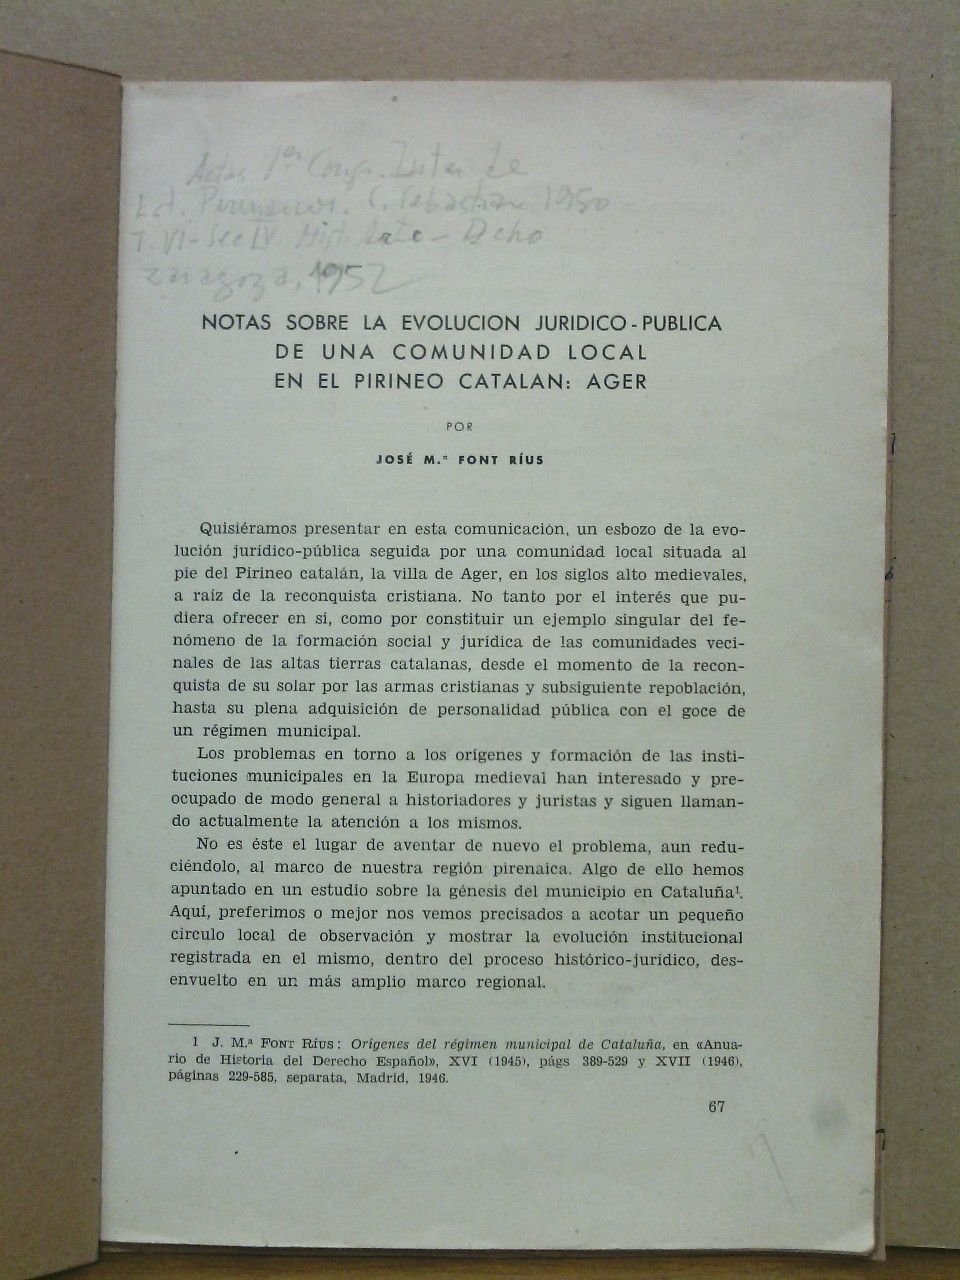 Actas 1er Congr. Inter de
Est. Pirenaicos. S. Sebastian 1950
T. VI - Sec IV Hist. Arte - Dcho
Zaragoza, 1952
NOTAS SOBRE LA EVOLUCION JURIDICO-PUBLICA
DE UNA COMUNIDAD LOCAL
EN EL PIRINEO CATALAN: AGER
POR
JOSÉ M.ª FONT RÍUS
Quisiéramos presentar en esta comunicación, un esbozo de la evo-
lución jurídico-pública seguida por una comunidad local situada al
pie del Pirineo catalán, la villa de Ager, en los siglos alto medievales,
a raíz de la reconquista cristiana. No tanto por el interés que pu-
diera ofrecer en sí, como por constituir un ejemplo singular del fe-
nómeno de la formación social y jurídica de las comunidades veci-
nales de las altas tierras catalanas, desde el momento de la recon-
quista de su solar por las armas cristianas y subsiguiente repoblación,
hasta su plena adquisición de personalidad pública con el goce de
un régimen municipal.
Los problemas en torno a los orígenes y formación de las insti-
tuciones municipales en la Europa medieval han interesado y pre-
ocupado de modo general a historiadores y juristas y siguen llaman-
do actualmente la atención a los mismos.
No es éste el lugar de aventar de nuevo el problema, aun redu-
ciéndolo, al marco de nuestra región pirenaica. Algo de ello hemos
apuntado en un estudio sobre la génesis del municipio en Cataluña¹.
Aquí, preferimos o mejor nos vemos precisados a acotar un pequeño
circulo local de observación y mostrar la evolución institucional
registrada en el mismo, dentro del proceso histórico-jurídico, des-
envuelto en un más amplio marco regional.
1 J. M.ª FONT RÍUS: Orígenes del régimen municipal de Cataluña, en «Anua-
rio de Historia del Derecho Español», XVI (1945), págs 389-529 y XVII (1946),
páginas 229-585, separata, Madrid, 1946.
67